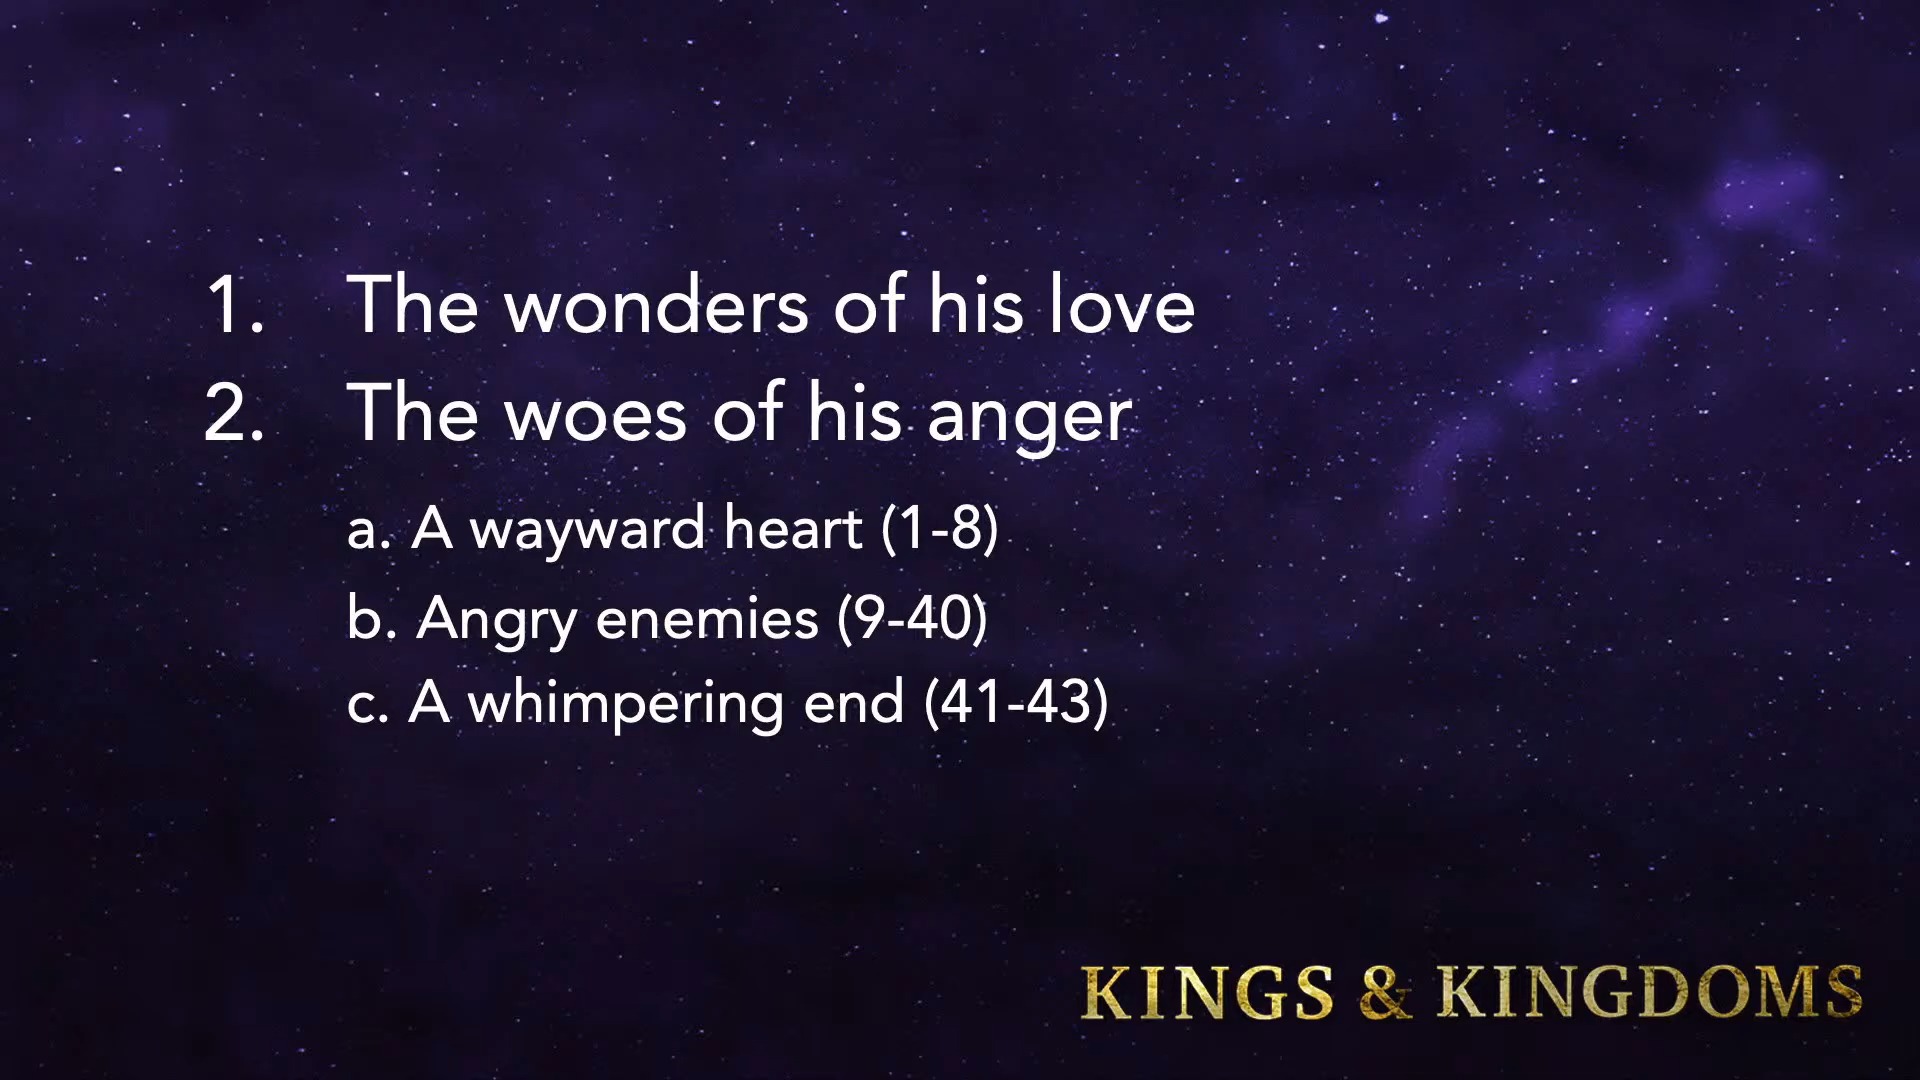 1. The wonders of his love
2. The woes of his anger
a. A wayward heart (1-8)
b. Angry enemies (9-40)
c. A whimpering end (41-43)
KINGS & KINGDOMS